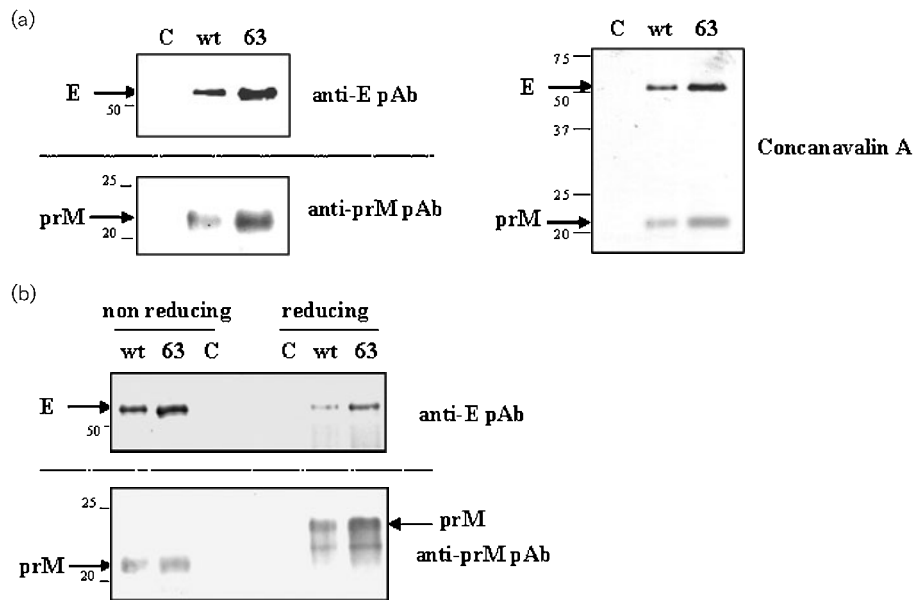 (a)
C wt 63
E
50
anti-E pAb
25
prM
20
anti-prM pAb
C wt 63
75
E
50
37
Concanavalin A
25
prM
20
(b)
non reducing reducing
wt 63 C C wt 63
E
50
anti-E pAb
25
prM
anti-prM pAb
prM
20